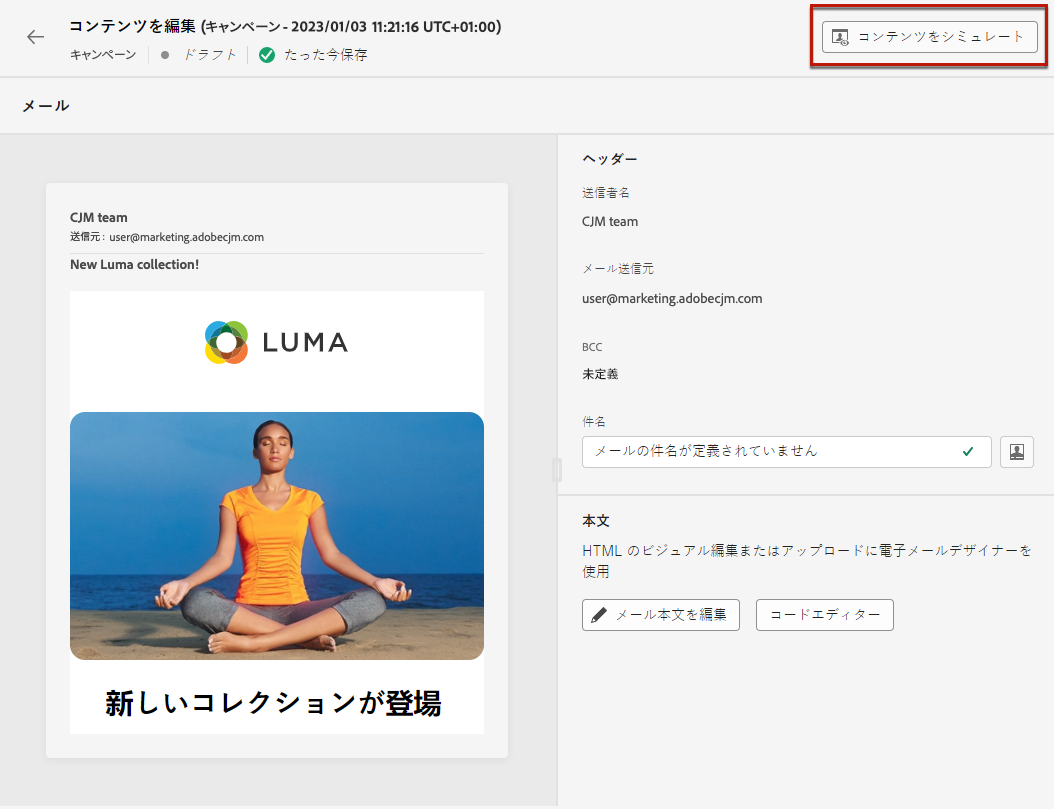 コンテンツを編集 (キャンペーン - 2023/01/03 11:21:16 UTC+01:00)
キャンペーン ドラフト たった今保存
コンテンツをシミュレート
メール
CJM team
送信元 : user@marketing.adobecjm.com
New Luma collection!
LUMA
新しいコレクションが登場
ヘッダー
送信者名
CJM team
メール送信元
user@marketing.adobecjm.com
BCC
未定義
件名
メールの件名が定義されていません
本文
HTML のビジュアル編集またはアップロードに電子メールデザイナーを
使用
メール本文を編集
コードエディター